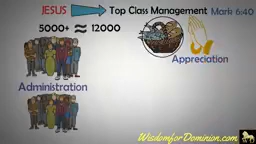 JESUS Top Class Management Mark 6:40
5000+ ≈ 12000
Appreciation
Administration
WisdomforDominion.com